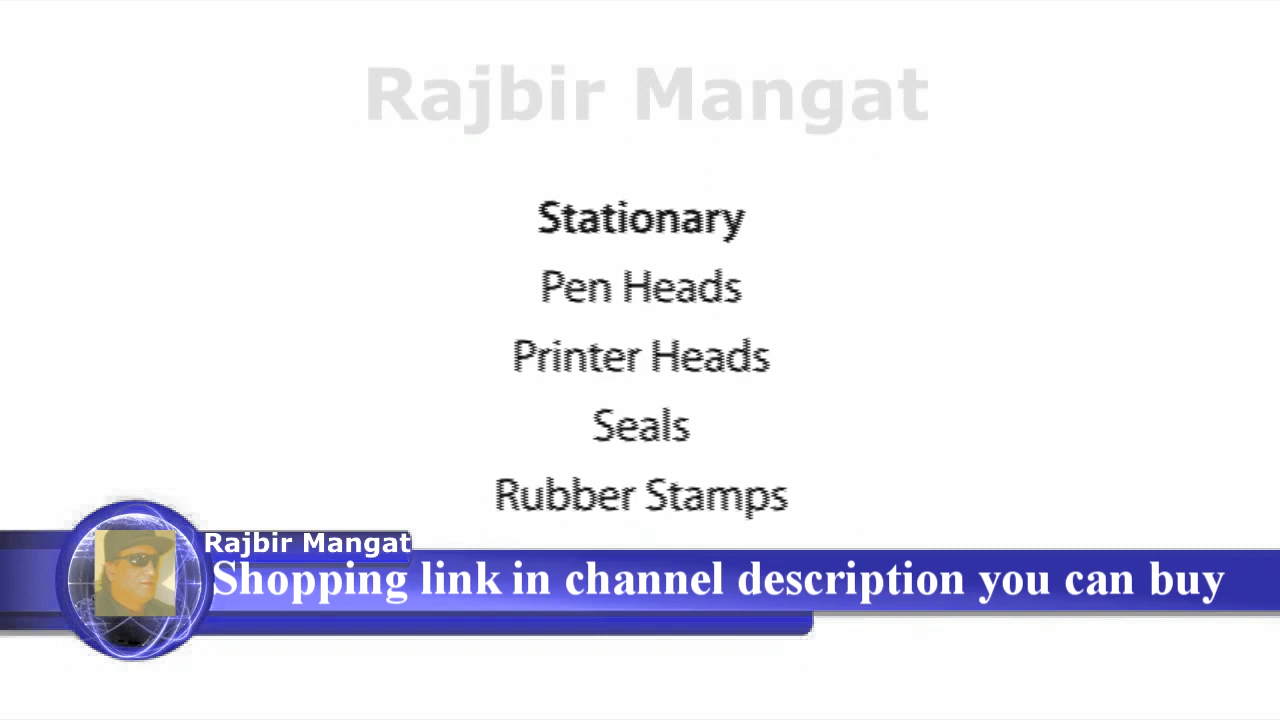 Rajbir Mangat
Stationary
Pen Heads
Printer Heads
Seals
Rubber Stamps
Rajbir Mangat
Shopping link in channel description you can buy